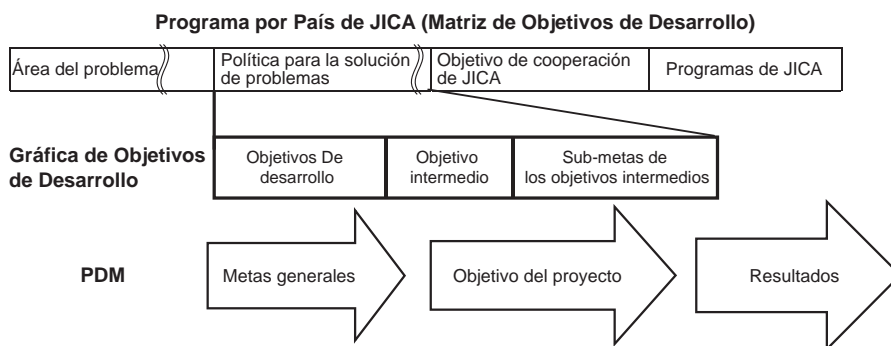 Programa por País de JICA (Matriz de Objetivos de Desarrollo)
Área del problema
Política para la solución
de problemas
Objetivo de cooperación
de JICA
Programas de JICA
Gráfica de Objetivos
de Desarrollo
Objetivos De
desarrollo
Objetivo
intermedio
Sub-metas de
los objetivos intermedios
PDM
Metas generales
Objetivo del proyecto
Resultados